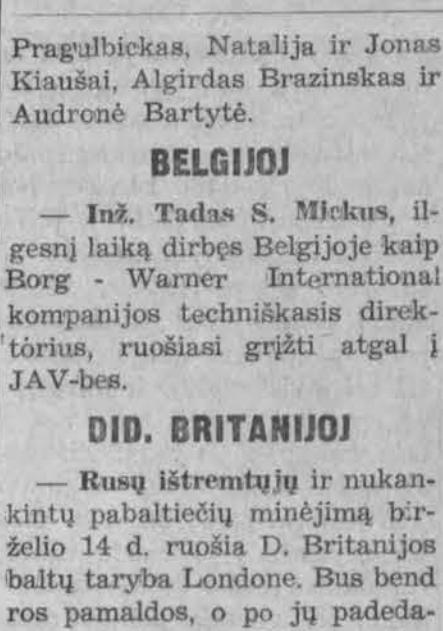 Pragulbickas, Natalija ir Jonas
Kiaušai, Algirdas Brazinskas ir
Audronė Bartytė.
BELGIJOJ
— Inž. Tadas S. Mickus, il-
gesnį laiką dirbęs Belgijoje kaip
Borg - Warner International
kompanijos techniškasis direk-
tórius, ruošiasi grįžti atgal į
JAV-bes.
DID. BRITANIJOJ
— Rusų ištremtųjų ir nukan-
kintų pabaltiečių minėjimą bir-
želio 14 d. ruošia D. Britanijos
baltų taryba Londone. Bus bend
ros pamaldos, o po jų padeda-